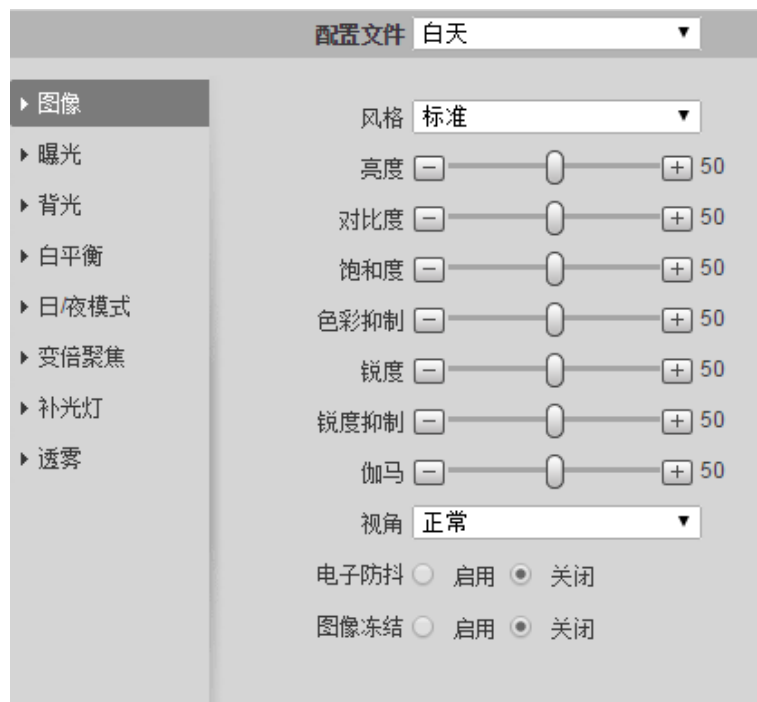 配置文件 白天
图像
曝光
背光
白平衡
日/夜模式
变倍聚焦
补光灯
透雾
风格 标准
亮度 50
对比度 50
饱和度 50
色彩抑制 50
锐度 50
锐度抑制 50
伽马 50
视角 正常
电子防抖 启用 关闭
图像冻结 启用 关闭